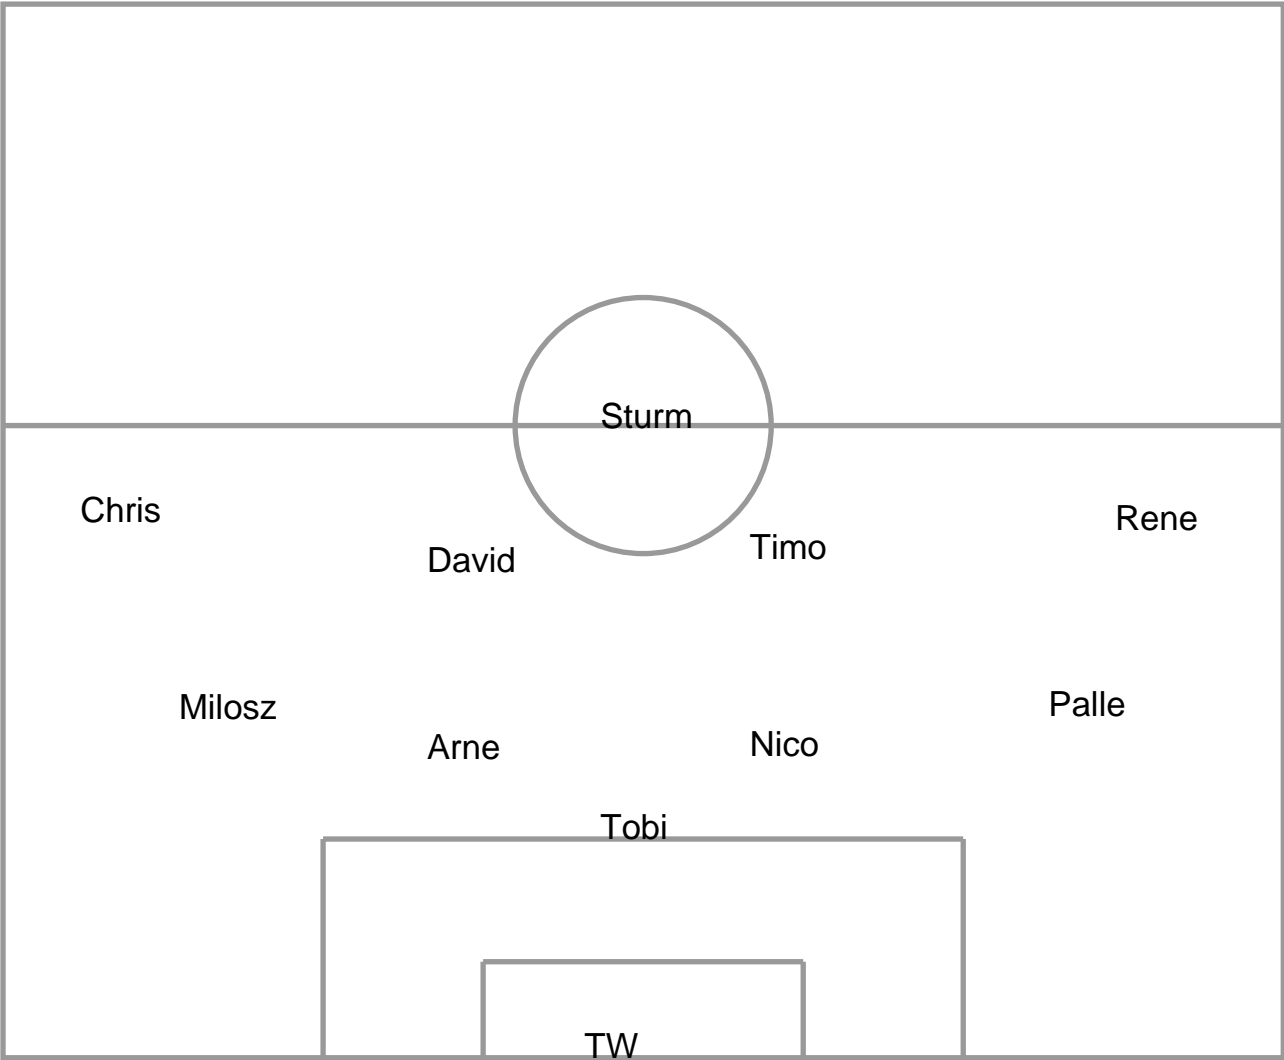 Sturm
Chris
Rene
David
Timo
Milosz
Palle
Arne
Nico
Tobi
TW